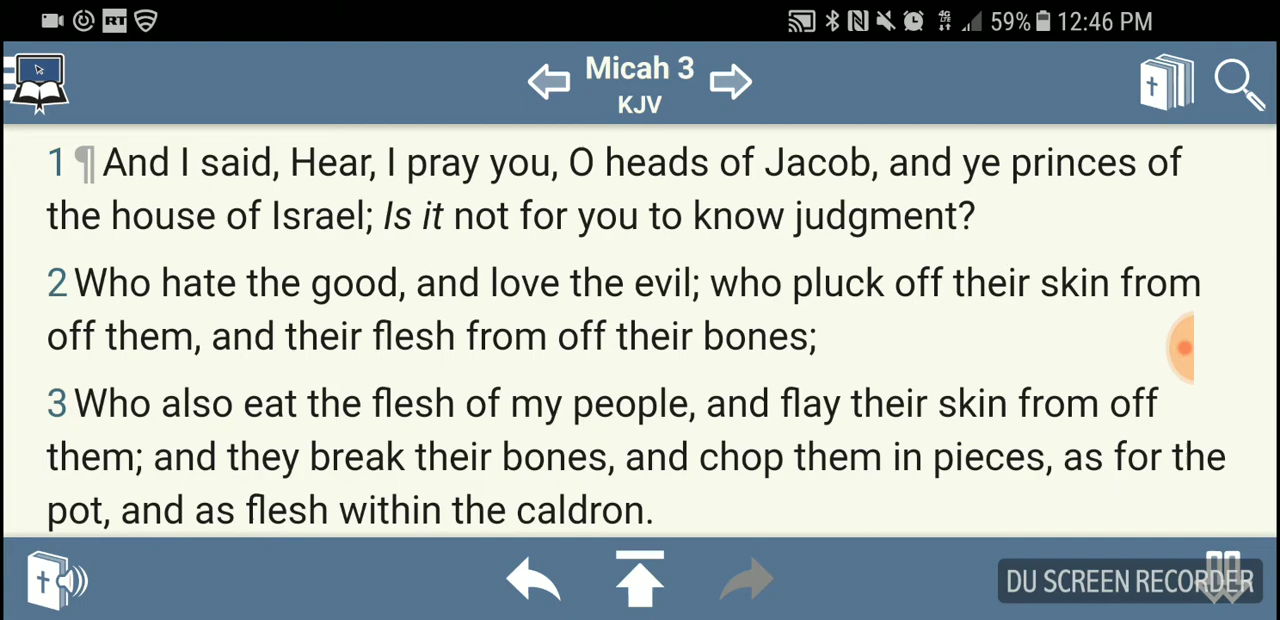 RT 4G LTE 59% 12:46 PM
Micah 3
KJV
1 ¶ And I said, Hear, I pray you, O heads of Jacob, and ye princes of
the house of Israel; Is it not for you to know judgment?
2 Who hate the good, and love the evil; who pluck off their skin from
off them, and their flesh from off their bones;
3 Who also eat the flesh of my people, and flay their skin from off
them; and they break their bones, and chop them in pieces, as for the
pot, and as flesh within the caldron.
DU SCREEN RECORDER